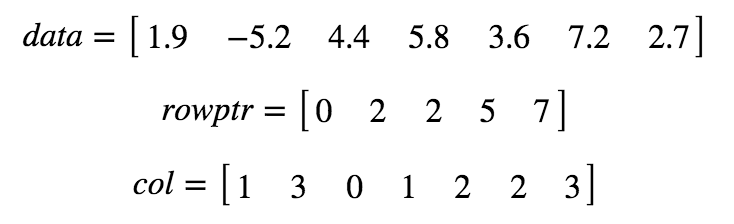 data = [1.9 −5.2 4.4 5.8 3.6 7.2 2.7]
rowptr = [0 2 2 5 7]
col = [1 3 0 1 2 2 3]